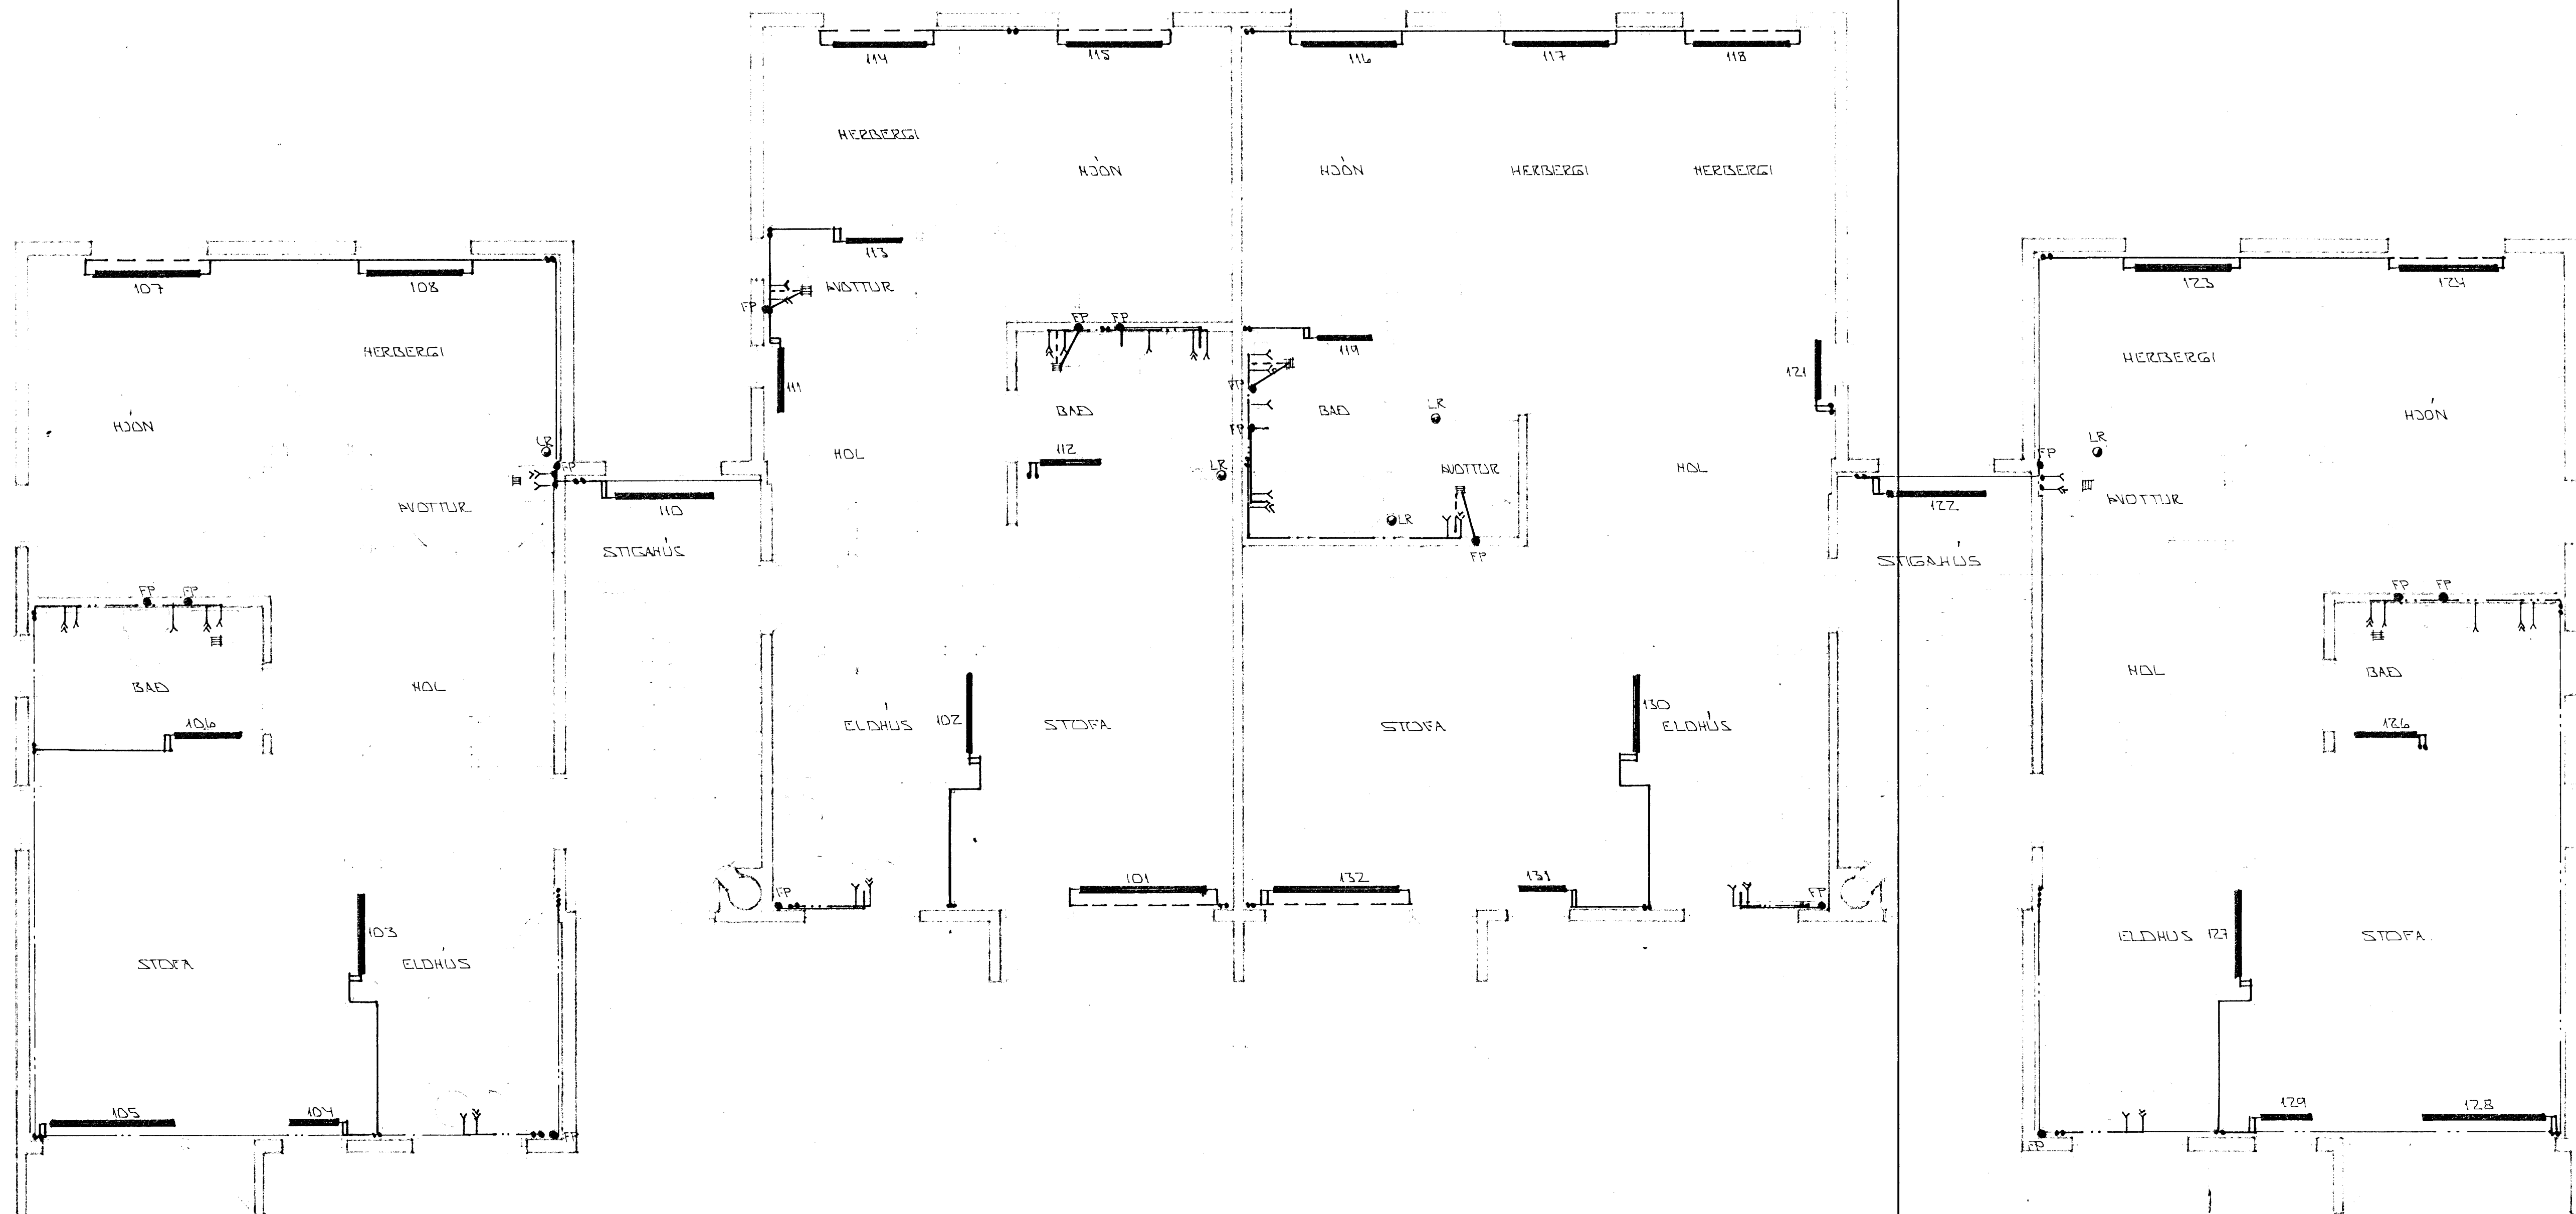 114
115
116
117
118
HERBERGI
HJÓN
HJÓN
HERBERGI
HERBERGI
113
ÞVOTTUR
FP
111
FP
FP
BAÐ
112
LR
HOL
107
108
HERBERGI
HJÓN
LR
FP
ÞVOTTUR
110
STIGAHÚS
119
FP
BAÐ
FP
LR
ÞVOTTUR
LR
FP
121
HOL
122
STIGAHÚS
123
124
HERBERGI
HJÓN
FP
LR
ÞVOTTUR
FP
FP
BAÐ
106
HOL
ELDHÚS
102
STOFA
STOFA
130
ELDHÚS
FP
FP
HOL
BAÐ
126
FP
101
132
131
FP
STOFA
103
ELDHÚS
105
104
FP
ELDHÚS
127
STOFA
129
128
FP